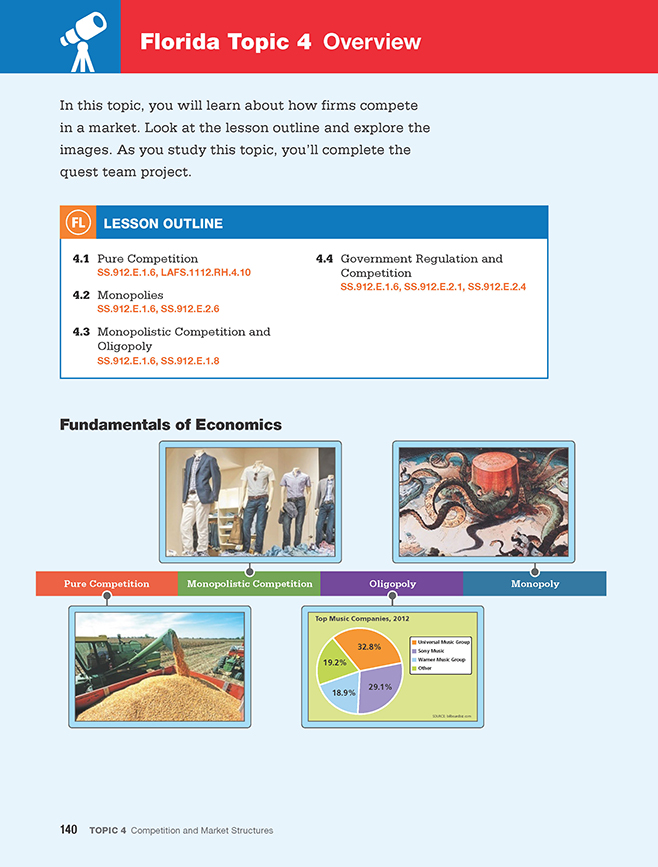 Florida Topic 4 Overview
In this topic, you will learn about how firms compete
in a market. Look at the lesson outline and explore the
images. As you study this topic, you'll complete the
quest team project.
FL LESSON OUTLINE
4.1 Pure Competition
SS.912.E.1.6, LAFS.1112.RH.4.10
4.2 Monopolies
SS.912.E.1.6, SS.912.E.2.6
4.3 Monopolistic Competition and
Oligopoly
SS.912.E.1.6, SS.912.E.1.8
4.4 Government Regulation and
Competition
SS.912.E.1.6, SS.912.E.2.1, SS.912.E.2.4
Fundamentals of Economics
Pure Competition Monopolistic Competition Oligopoly Monopoly
Top Music Companies, 2012
32.8%
19.2%
18.9%
29.1%
Universal Music Group
Sony Music
Warner Music Group
Other
SOURCE:
140 TOPIC 4 Competition and Market Structures